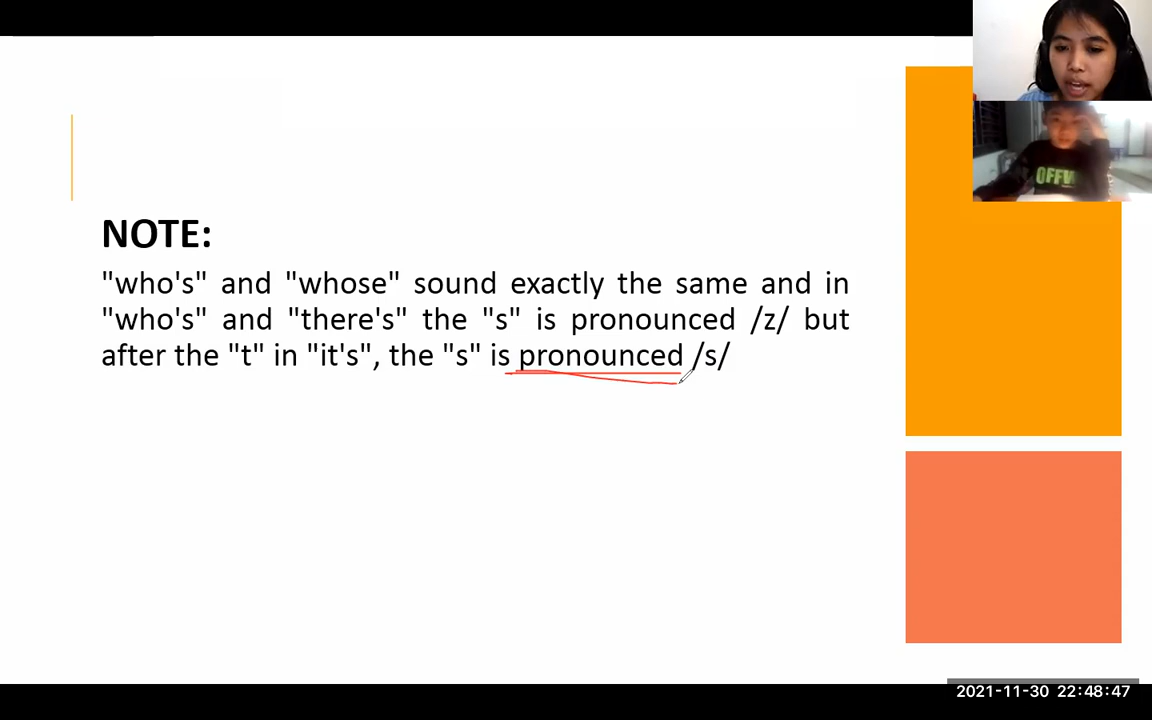 NOTE:
"who's" and "whose" sound exactly the same and in
"who's" and "there's" the "s" is pronounced /z/ but
after the "t" in "it's", the "s" is pronounced /s/
2021-11-30 22:48:47